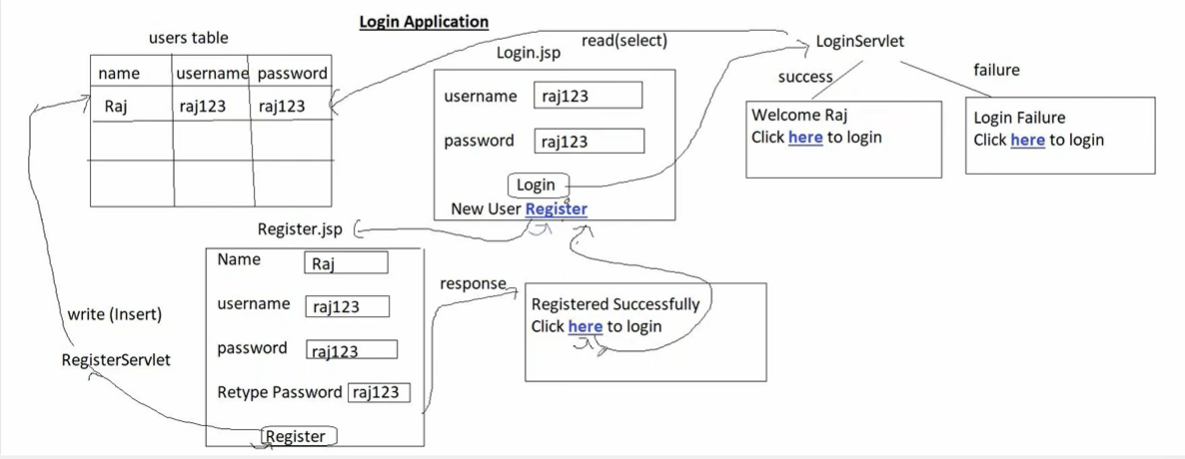 Login Application
users table
name username password
Raj raj123 raj123
read(select)
Login.jsp
username raj123
password raj123
Login
New User Register
LoginServlet
success
failure
Welcome Raj
Click here to login
Login Failure
Click here to login
Register.jsp
Name Raj
username raj123
password raj123
Retype Password raj123
Register
write (Insert)
RegisterServlet
response
Registered Successfully
Click here to login